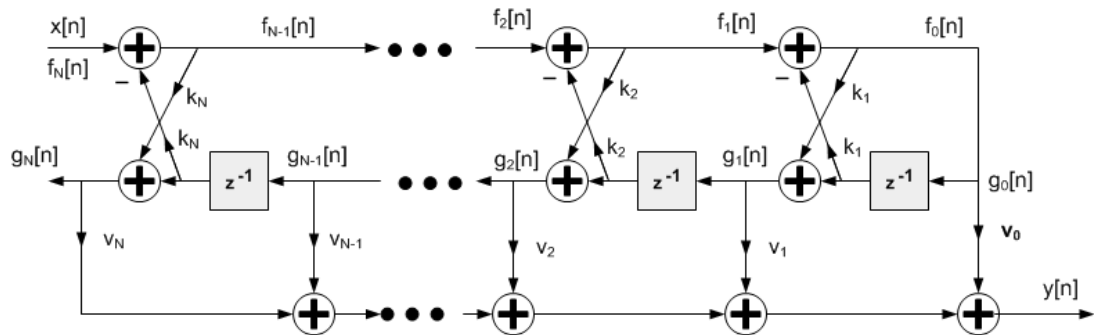 x[n] f_{N-1}[n] f_2[n] f_1[n] f_0[n]
f_N[n]
– – –
k_N k_2 k_1
k_N k_2 k_1
g_N[n] g_{N-1}[n] g_2[n] g_1[n] g_0[n]
z^{-1} z^{-1} z^{-1}
v_N v_{N-1} v_2 v_1 v_0
y[n]